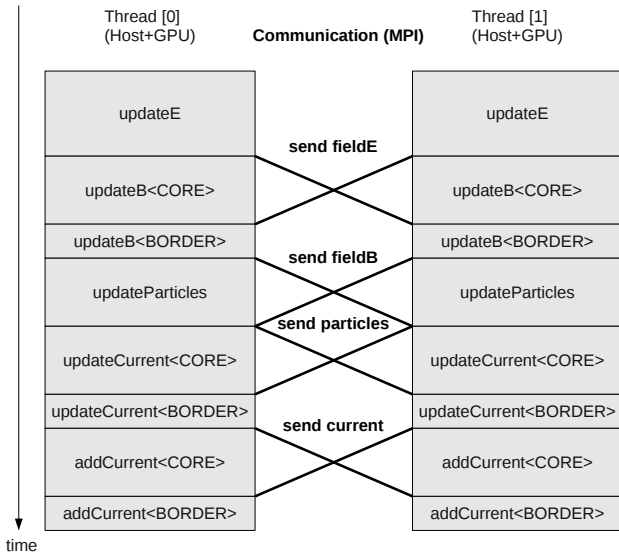 Thread [0]
(Host+GPU)
Communication (MPI)
Thread [1]
(Host+GPU)
updateE
updateE
send fieldE
updateB<CORE>
updateB<CORE>
updateB<BORDER>
updateB<BORDER>
send fieldB
updateParticles
updateParticles
send particles
updateCurrent<CORE>
updateCurrent<CORE>
updateCurrent<BORDER>
updateCurrent<BORDER>
send current
addCurrent<CORE>
addCurrent<CORE>
addCurrent<BORDER>
addCurrent<BORDER>
time